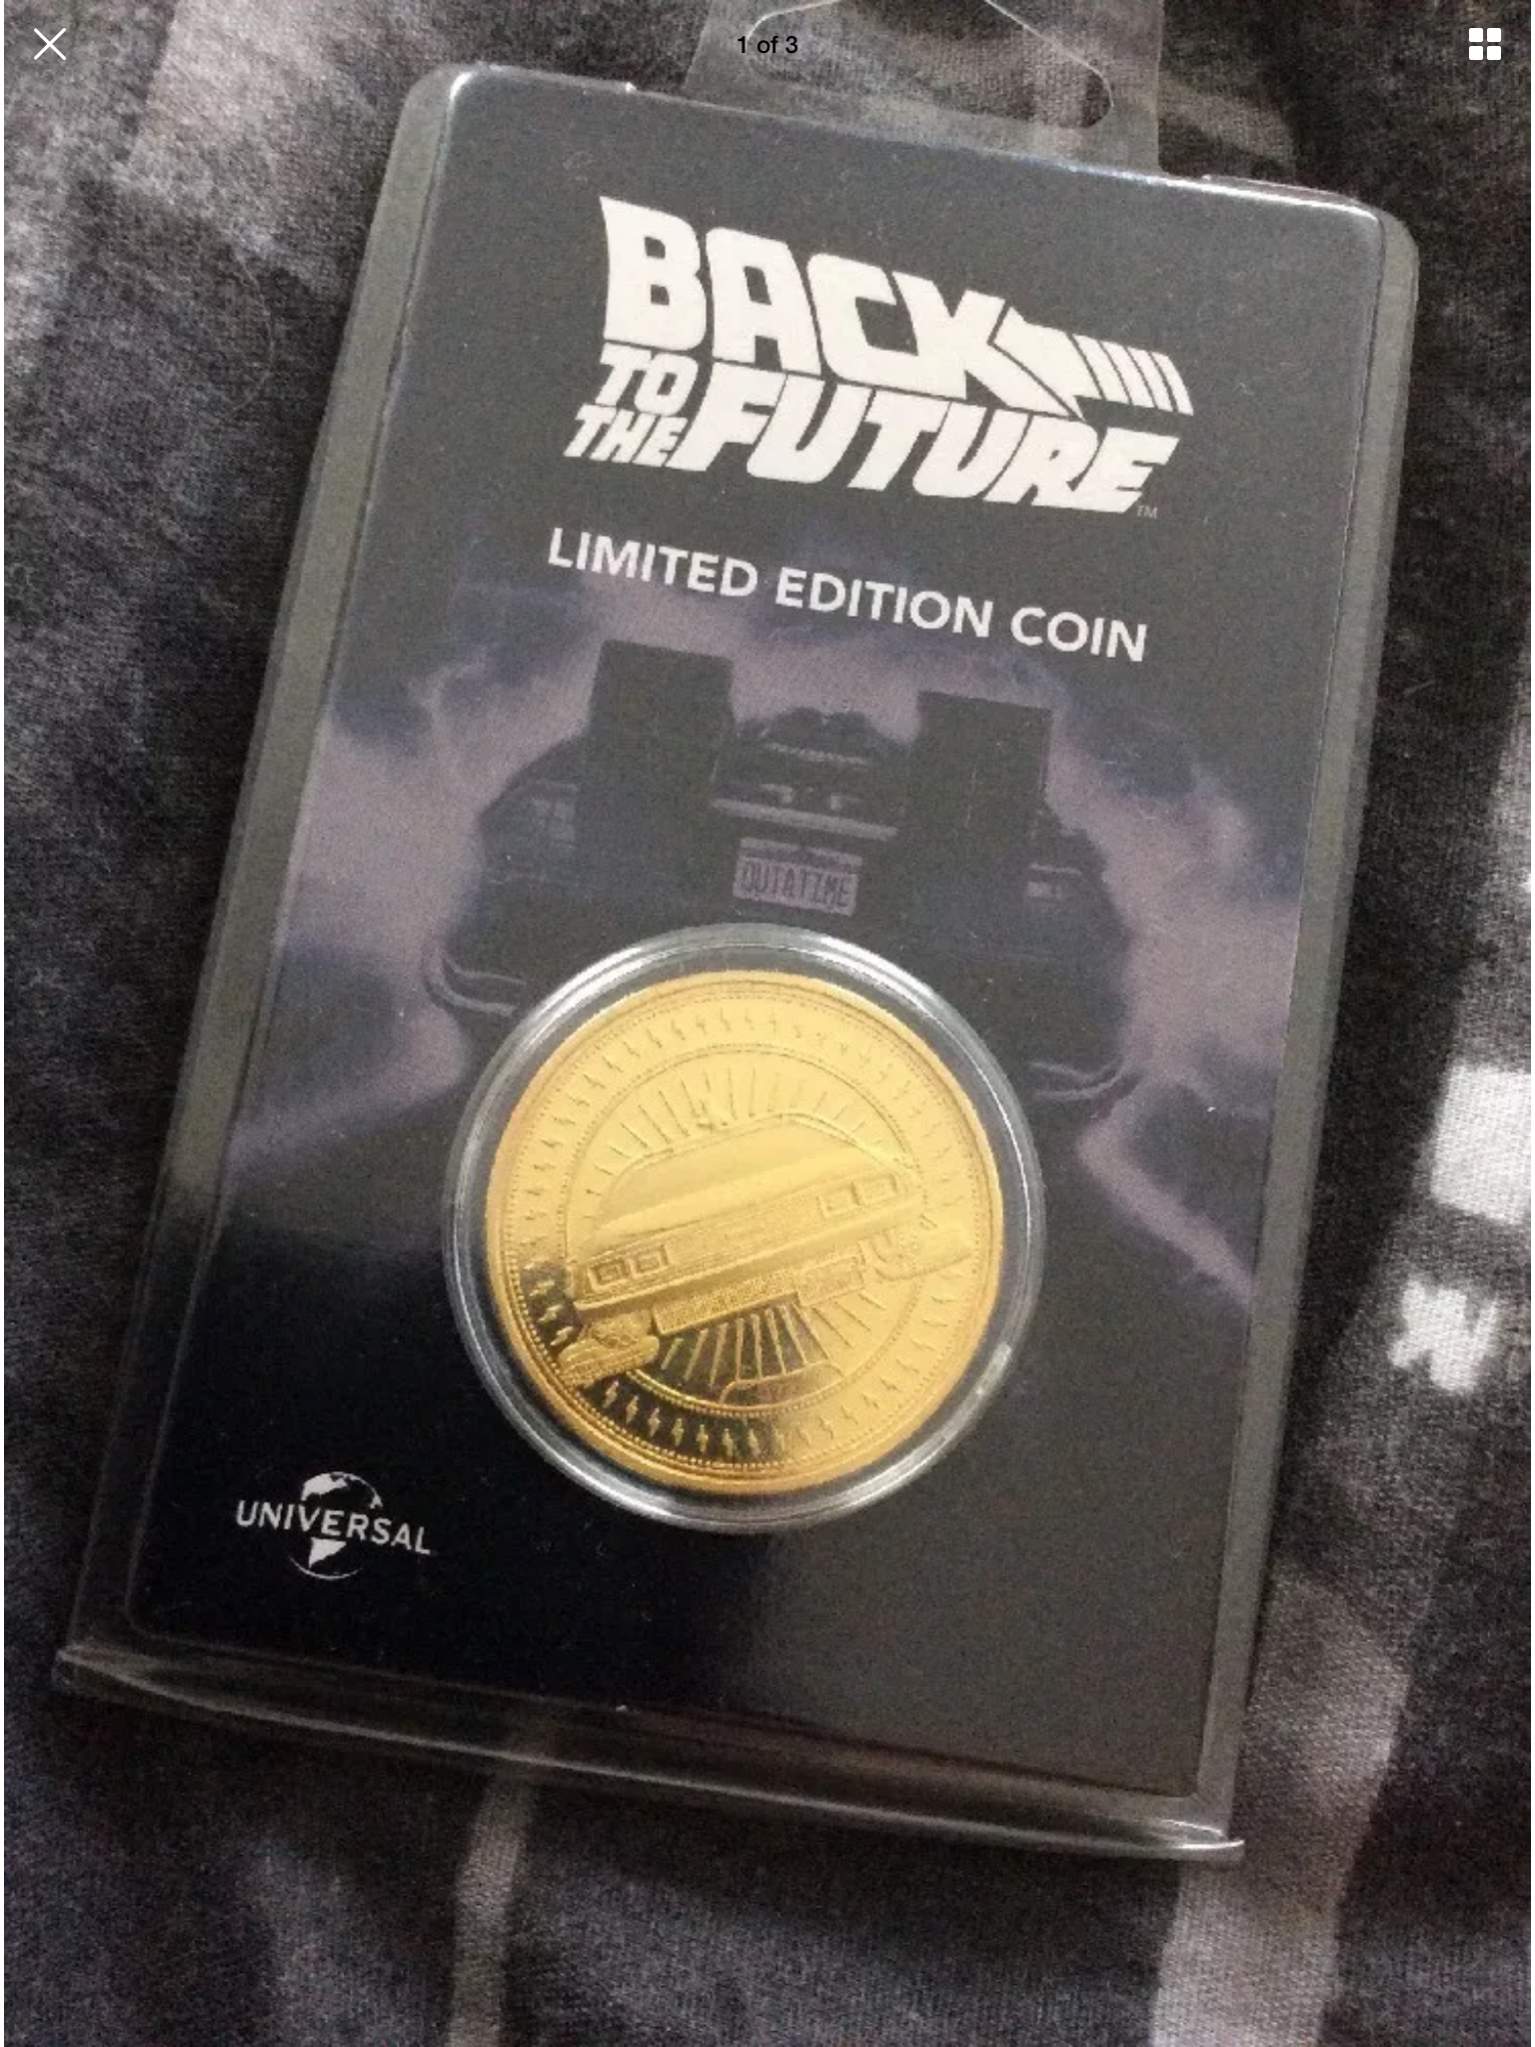 1 of 3
BACK
TO
THE FUTURE
TM
LIMITED EDITION COIN
OUTATIME
UNIVERSAL